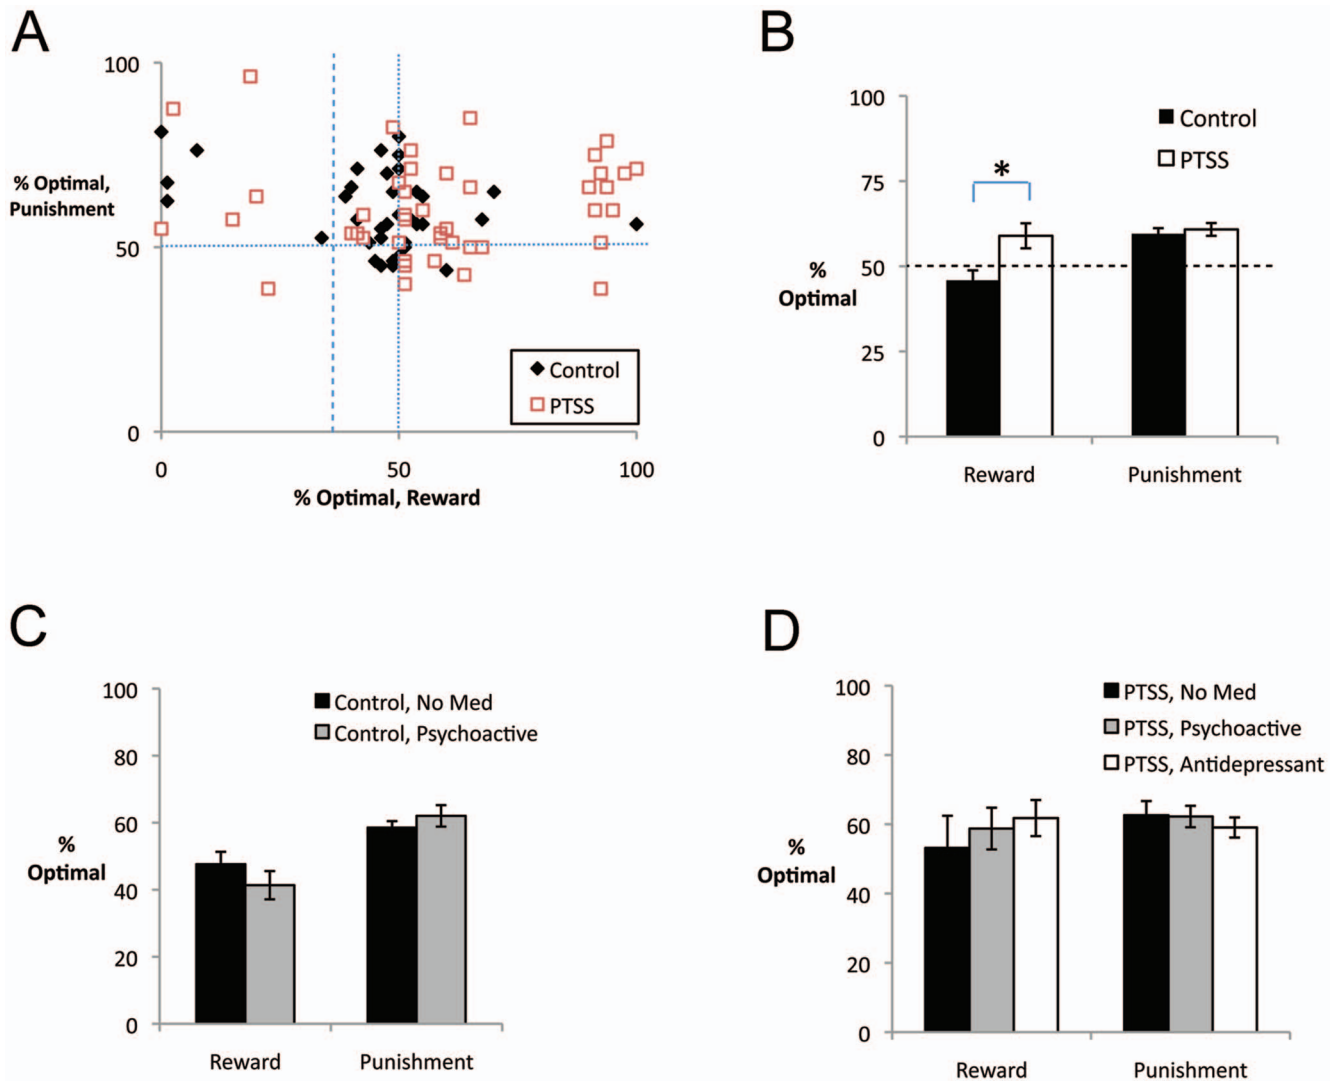 A
100
% Optimal,
Punishment
50
0
Control
PTSS
0
50
100
% Optimal, Reward
B
100
75
50
25
0
%
Optimal
*
Control
PTSS
Reward
Punishment
C
100
80
60
40
20
0
%
Optimal
Control, No Med
Control, Psychoactive
Reward
Punishment
D
100
80
60
40
20
0
%
Optimal
PTSS, No Med
PTSS, Psychoactive
PTSS, Antidepressant
Reward
Punishment